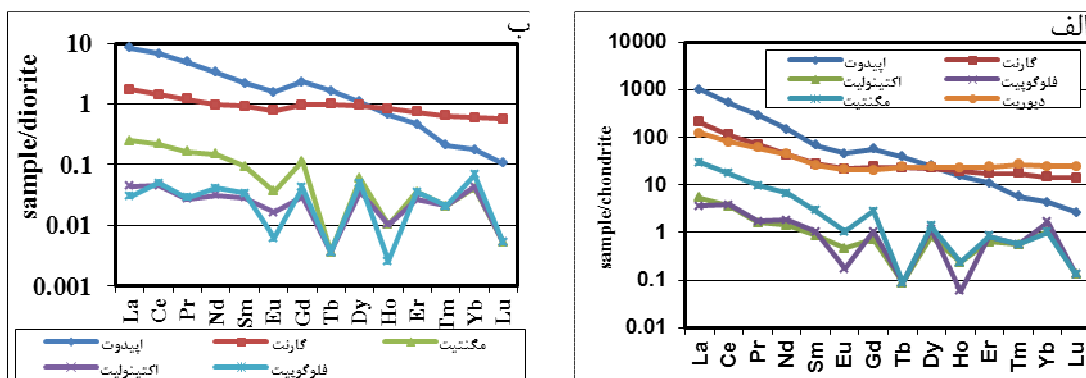 الف
10000
1000
100
10
1
0.1
0.01
sample/chondrite
اپیدوت گارنت
اکتینولیت فلوگوپیت
مگنتیت دیوریت
La Ce Pr Nd Sm Eu Gd Tb Dy Ho Er Tm Yb Lu
ب
10
1
0.1
0.01
0.001
sample/diorite
La Ce Pr Nd Sm Eu Gd Tb Dy Ho Er Tm Yb Lu
اپیدوت گارنت مگنتیت
اکتینولیت فلوگوپیت